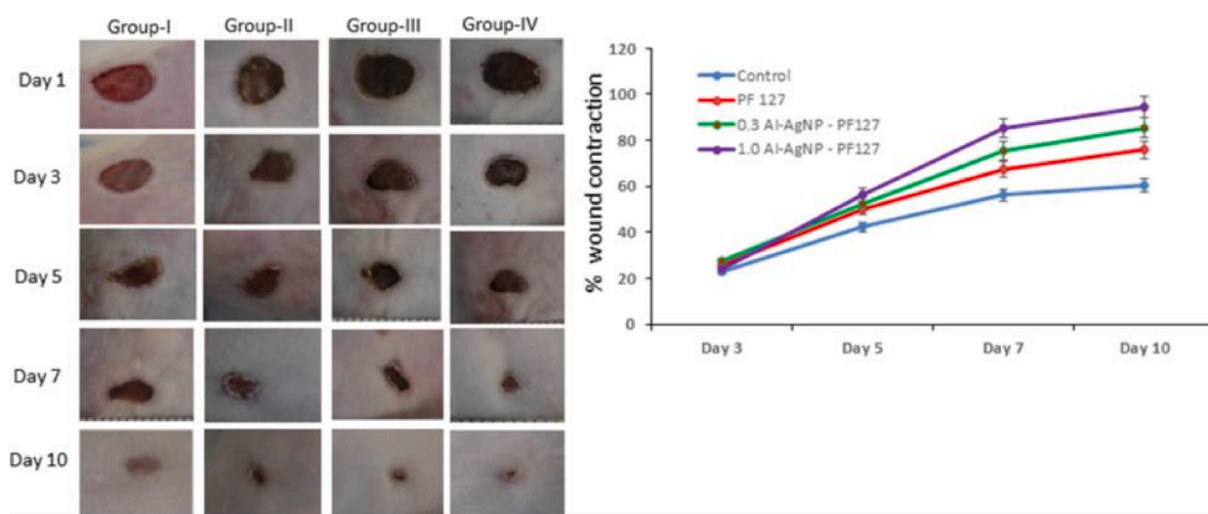 Group-I Group-II Group-III Group-IV
Day 1
Day 3
Day 5
Day 7
Day 10
% wound contraction
120
100
80
60
40
20
0
Control
PF 127
0.3 Al-AgNP - PF127
1.0 Al-AgNP - PF127
Day 3 Day 5 Day 7 Day 10